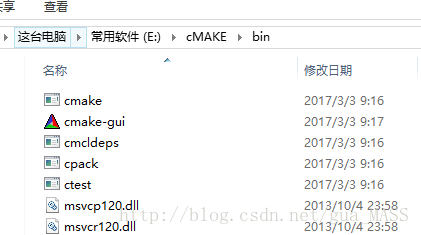 共享 查看
这台电脑 常用软件 (E:) cMAKE bin
名称 修改日期
cmake 2017/3/3 9:16
cmake-gui 2017/3/3 9:17
cmcldeps 2017/3/3 9:16
cpack 2017/3/3 9:16
ctest 2017/3/3 9:16
msvcp120.dll 2013/10/4 23:58
http://blog.csdn.net/gua_MASS
msvcr120.dll 2013/10/4 23:58